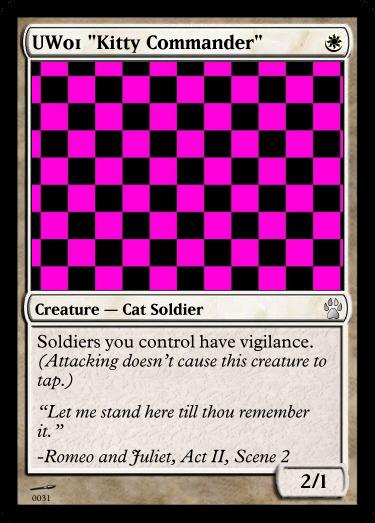 UW01 "Kitty Commander"
Creature — Cat Soldier
Soldiers you control have vigilance.
(Attacking doesn't cause this creature to
tap.)
“Let me stand here till thou remember
it.”
-Romeo and Juliet, Act II, Scene 2
2/1
0031